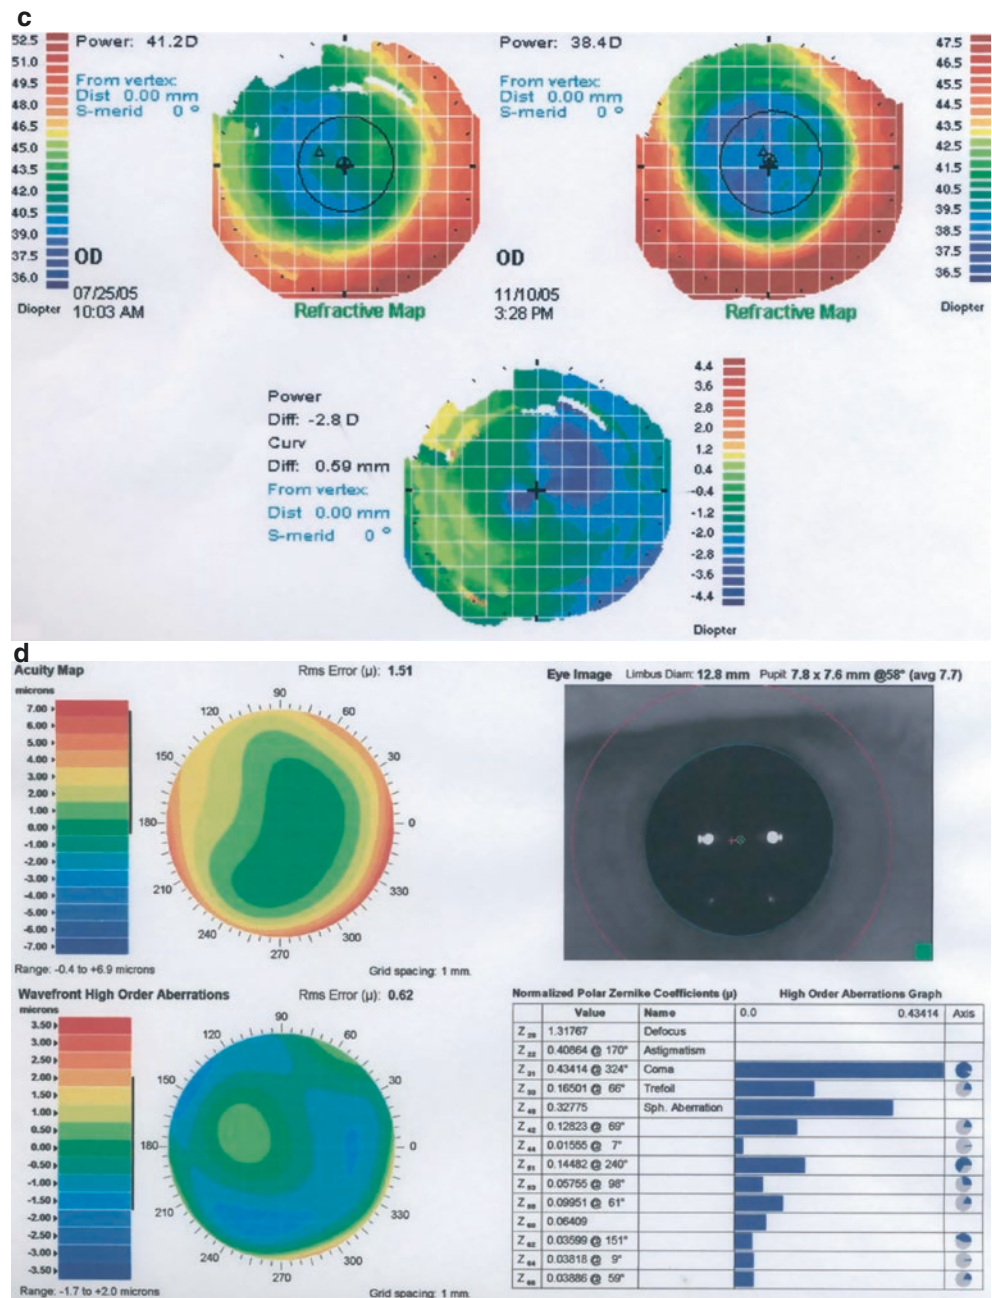 c
Power: 41.2D
From vertex:
Dist 0.00 mm
S-merid 0 °
52.5
51.0
49.5
48.0
46.5
45.0
43.5
42.0
40.5
39.0
37.5
36.0
Diopter
OD
07/25/05
10:03 AM
Refractive Map
Power: 38.4D
From vertex:
Dist 0.00 mm
S-merid 0 °
OD
11/10/05
3:28 PM
Refractive Map
47.5
46.5
45.5
44.5
43.5
42.5
41.5
40.5
39.5
38.5
37.5
36.5
Diopter
Power
Diff: -2.8 D
Curv
Diff: 0.59 mm
From vertex:
Dist 0.00 mm
S-merid 0 °
4.4
3.6
2.8
2.0
1.2
0.4
-0.4
-1.2
-2.0
-2.8
-3.6
-4.4
Diopter
d
Acuity Map
Rms Error (µ): 1.51
microns
7.00
6.00
5.00
4.00
3.00
2.00
1.00
0.00
-1.00
-2.00
-3.00
-4.00
-5.00
-6.00
-7.00
90
120
60
150
30
180
0
210
330
240
300
270
Range: -0.4 to +6.9 microns
Grid spacing: 1 mm.
Eye Image Limbus Diam: 12.8 mm Pupil: 7.8 x 7.6 mm @58° (avg 7.7)
Wavefront High Order Aberrations
Rms Error (µ): 0.62
microns
3.50
3.00
2.50
2.00
1.50
1.00
0.50
0.00
-0.50
-1.00
-1.50
-2.00
-2.50
-3.00
-3.50
90
120
60
150
30
180
0
210
330
240
300
270
Range: -1.7 to +2.0 microns
Grid spacing: 1 mm.
Normalized Polar Zernike Coefficients (µ) High Order Aberrations Graph
Value Name 0.0 0.43414 Axis
Z 20 1.31767 Defocus
Z 22 0.40864 @ 170° Astigmatism
Z 31 0.43414 @ 324° Coma
Z 33 0.16501 @ 66° Trefoil
Z 40 0.32775 Sph. Aberration
Z 42 0.12823 @ 69°
Z 44 0.01555 @ 7°
Z 51 0.14482 @ 240°
Z 53 0.05755 @ 98°
Z 55 0.09951 @ 61°
Z 60 0.06409
Z 62 0.03599 @ 151°
Z 64 0.03818 @ 9°
Z 66 0.03886 @ 59°